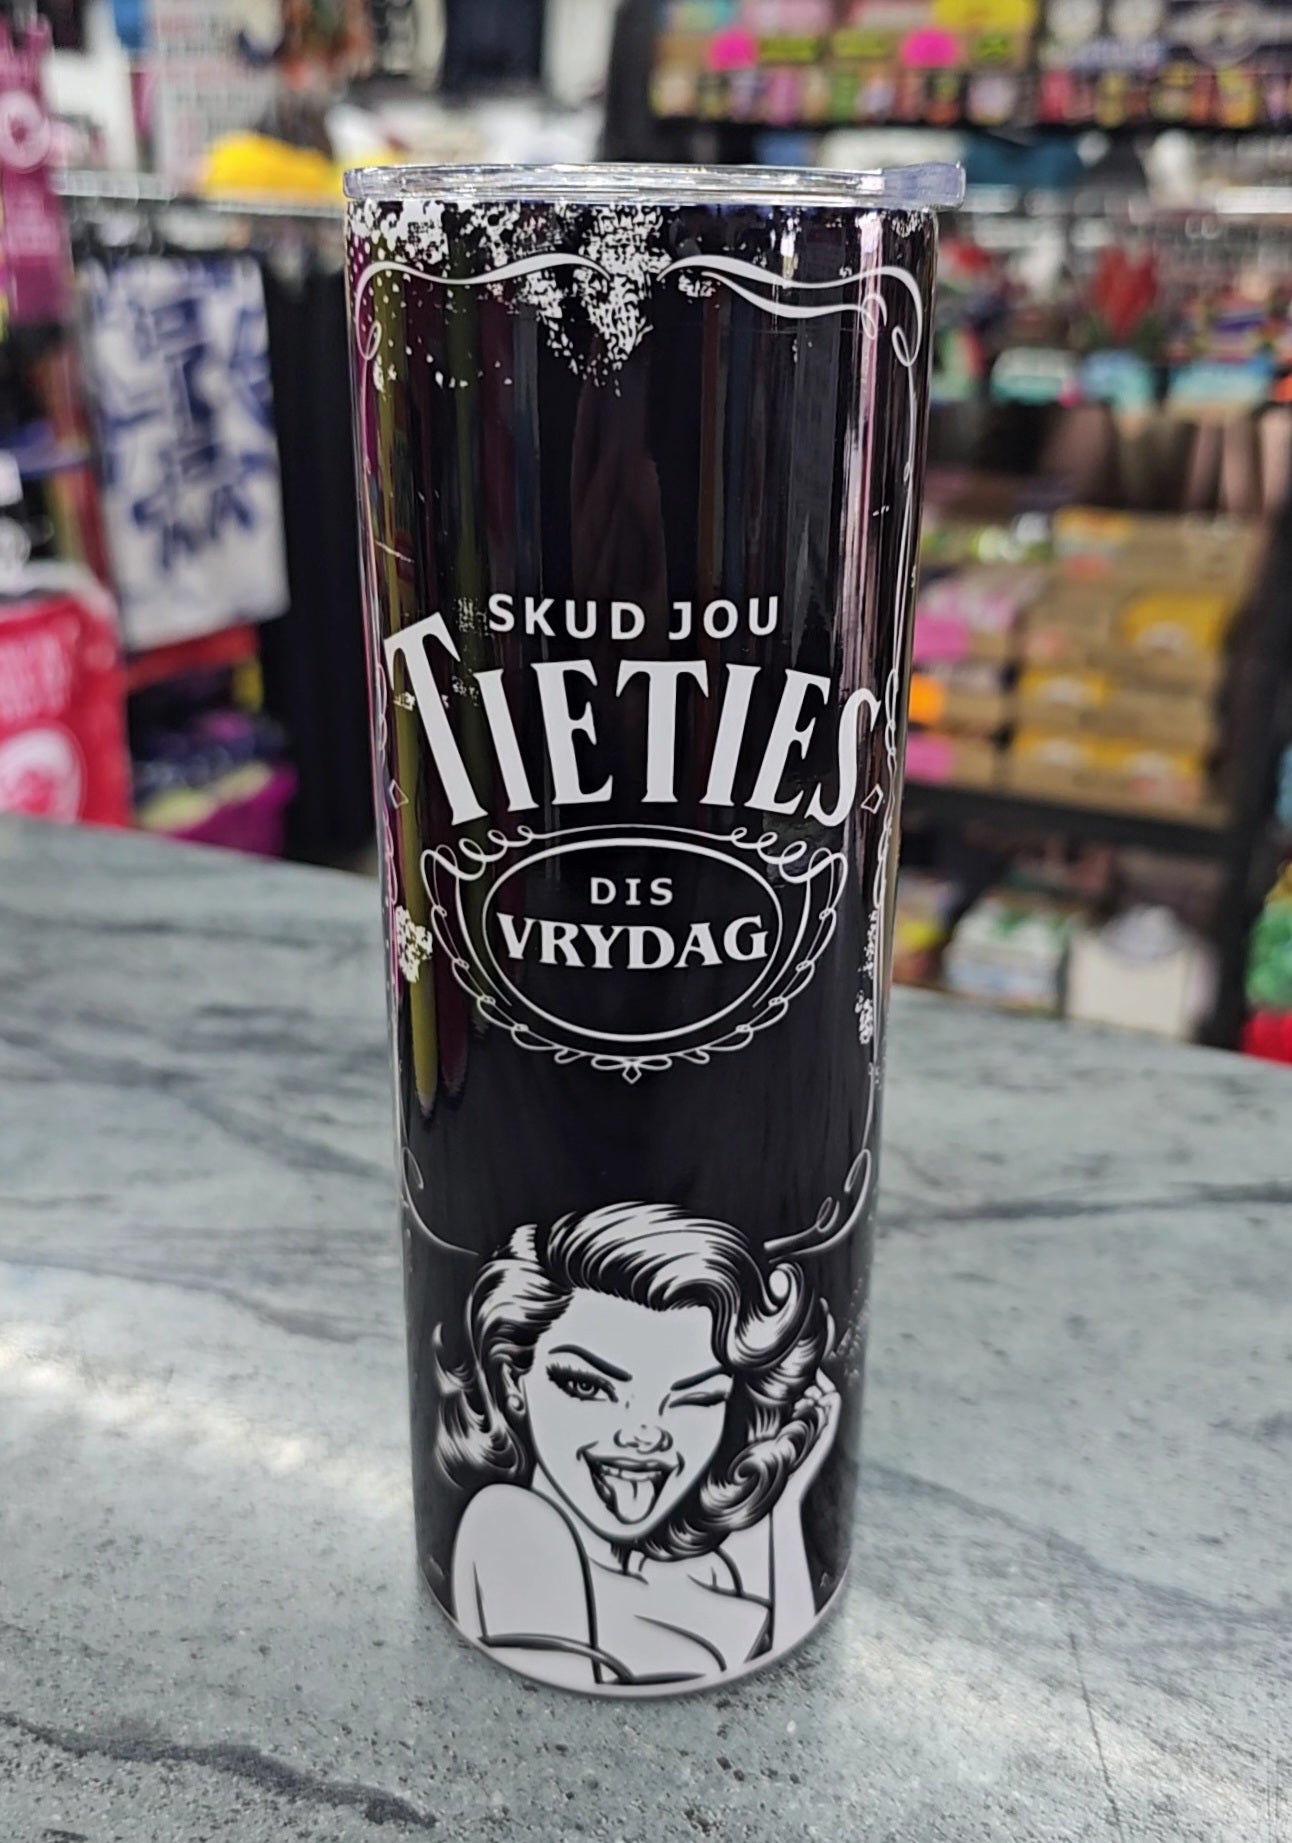 SKUD JOU
TIETIES
DIS
VRYDAG